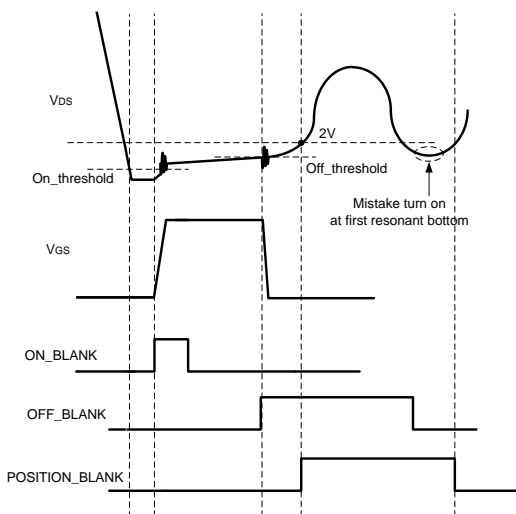 VDS
2V
On_threshold
Off_threshold
Mistake turn on
at first resonant bottom
VGS
ON_BLANK
OFF_BLANK
POSITION_BLANK